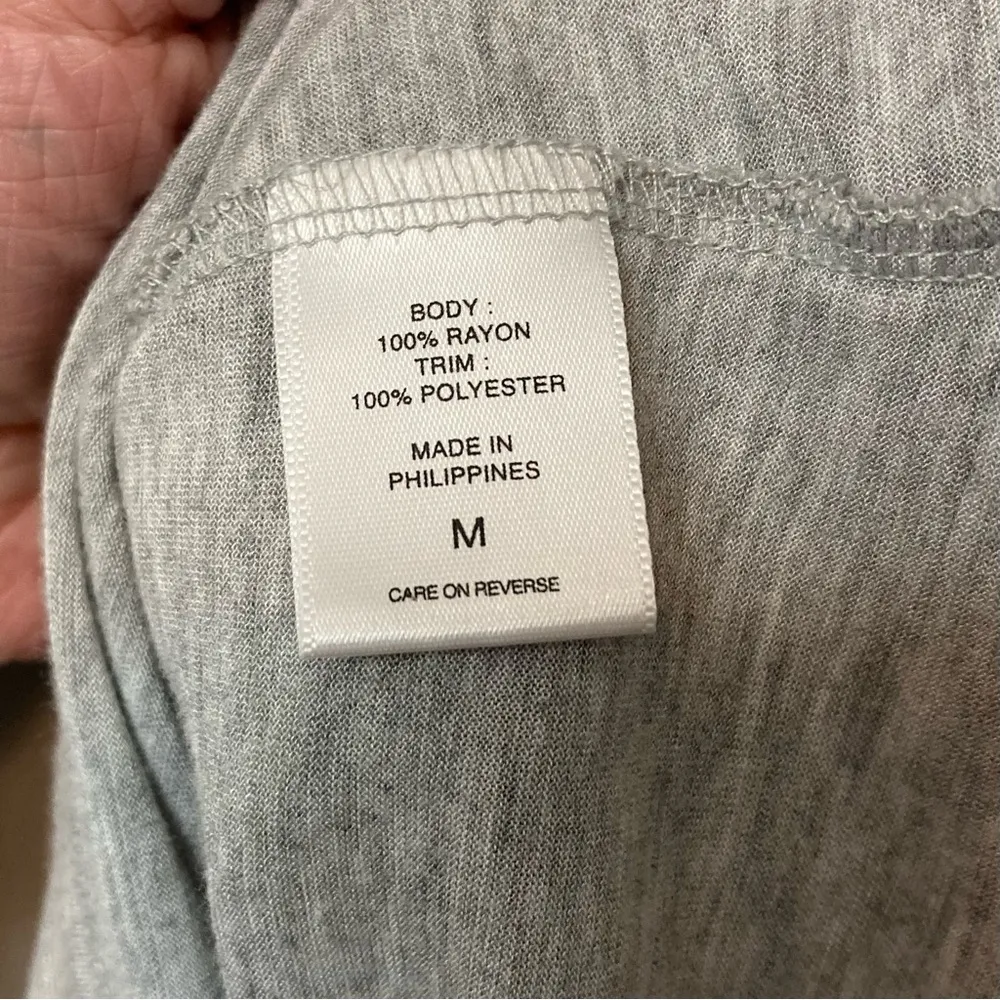 BODY :
100% RAYON
TRIM :
100% POLYESTER
MADE IN
PHILIPPINES
M
CARE ON REVERSE